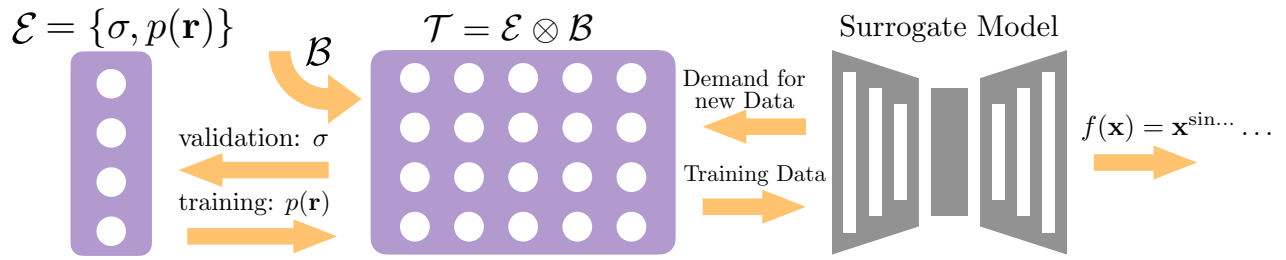 ℰ = {σ, p(𝐫)}
ℬ
𝒯 = ℰ ⊗ ℬ
Surrogate Model
validation: σ
training: p(𝐫)
Demand for
new Data
Training Data
f(𝐱) = 𝐱^sin... ...